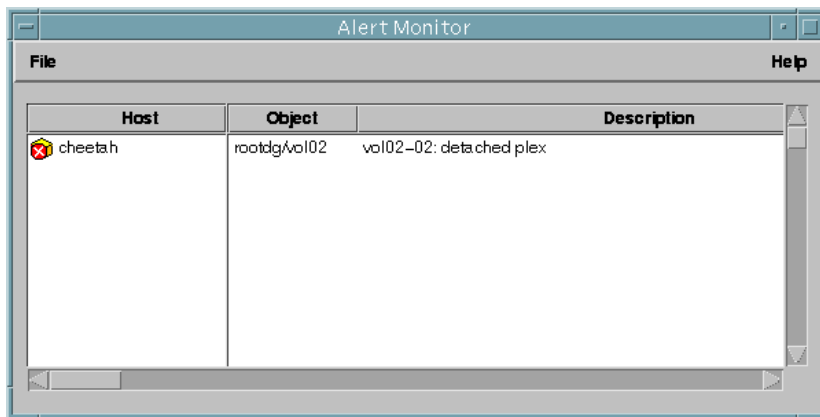 Alert Monitor
File Help
Host Object Description
cheetah rootdg/vol02 vol02-02: detached plex